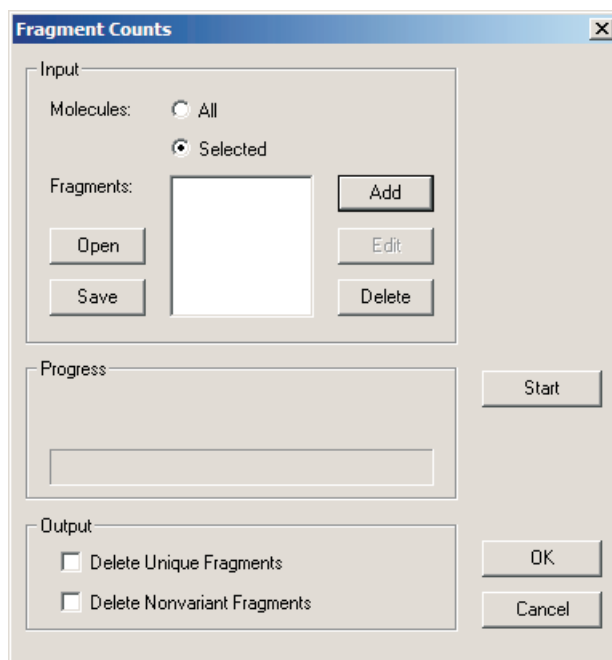 Fragment Counts
Input
Molecules:
All
Selected
Fragments:
Add
Open
Edit
Save
Delete
Progress
Start
Output
Delete Unique Fragments
OK
Delete Nonvariant Fragments
Cancel